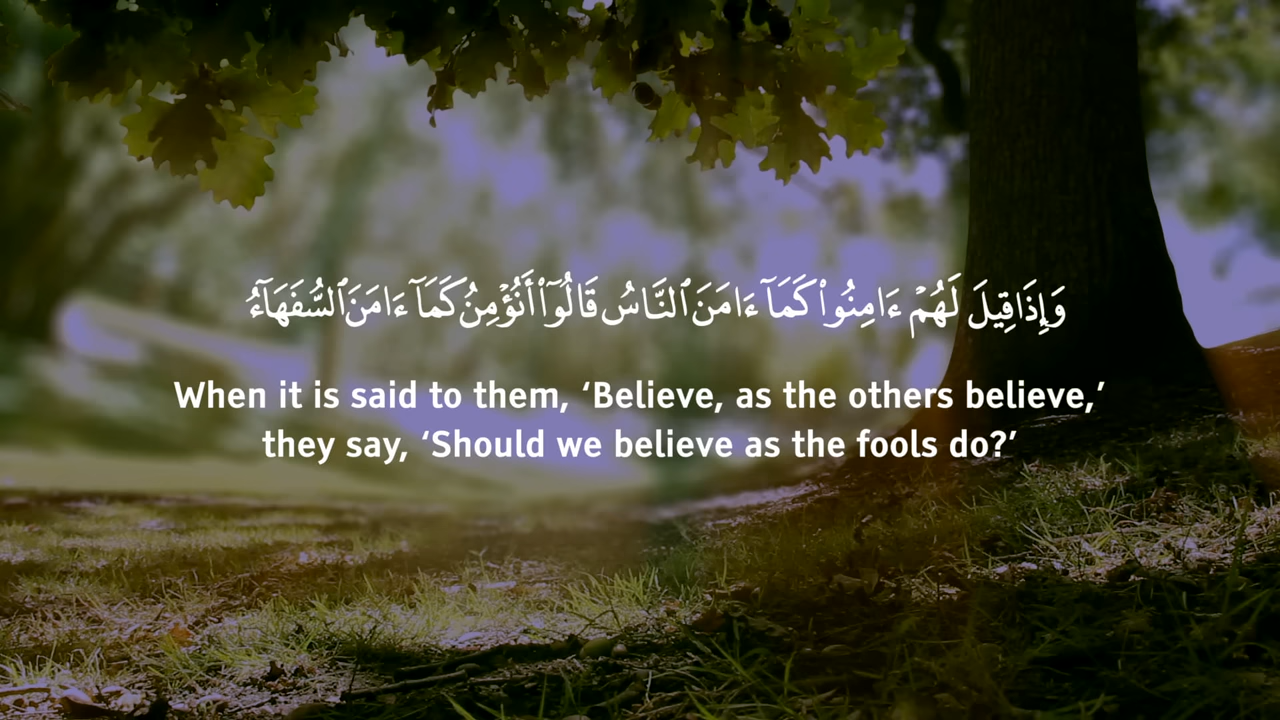 وَإِذَا قِيلَ لَهُمْ ءَامِنُوا۟ كَمَآ ءَامَنَ ٱلنَّاسُ قَالُوٓا۟ أَنُؤْمِنُ كَمَآ ءَامَنَ ٱلسُّفَهَآءُ
When it is said to them, ‘Believe, as the others believe,’
they say, ‘Should we believe as the fools do?’